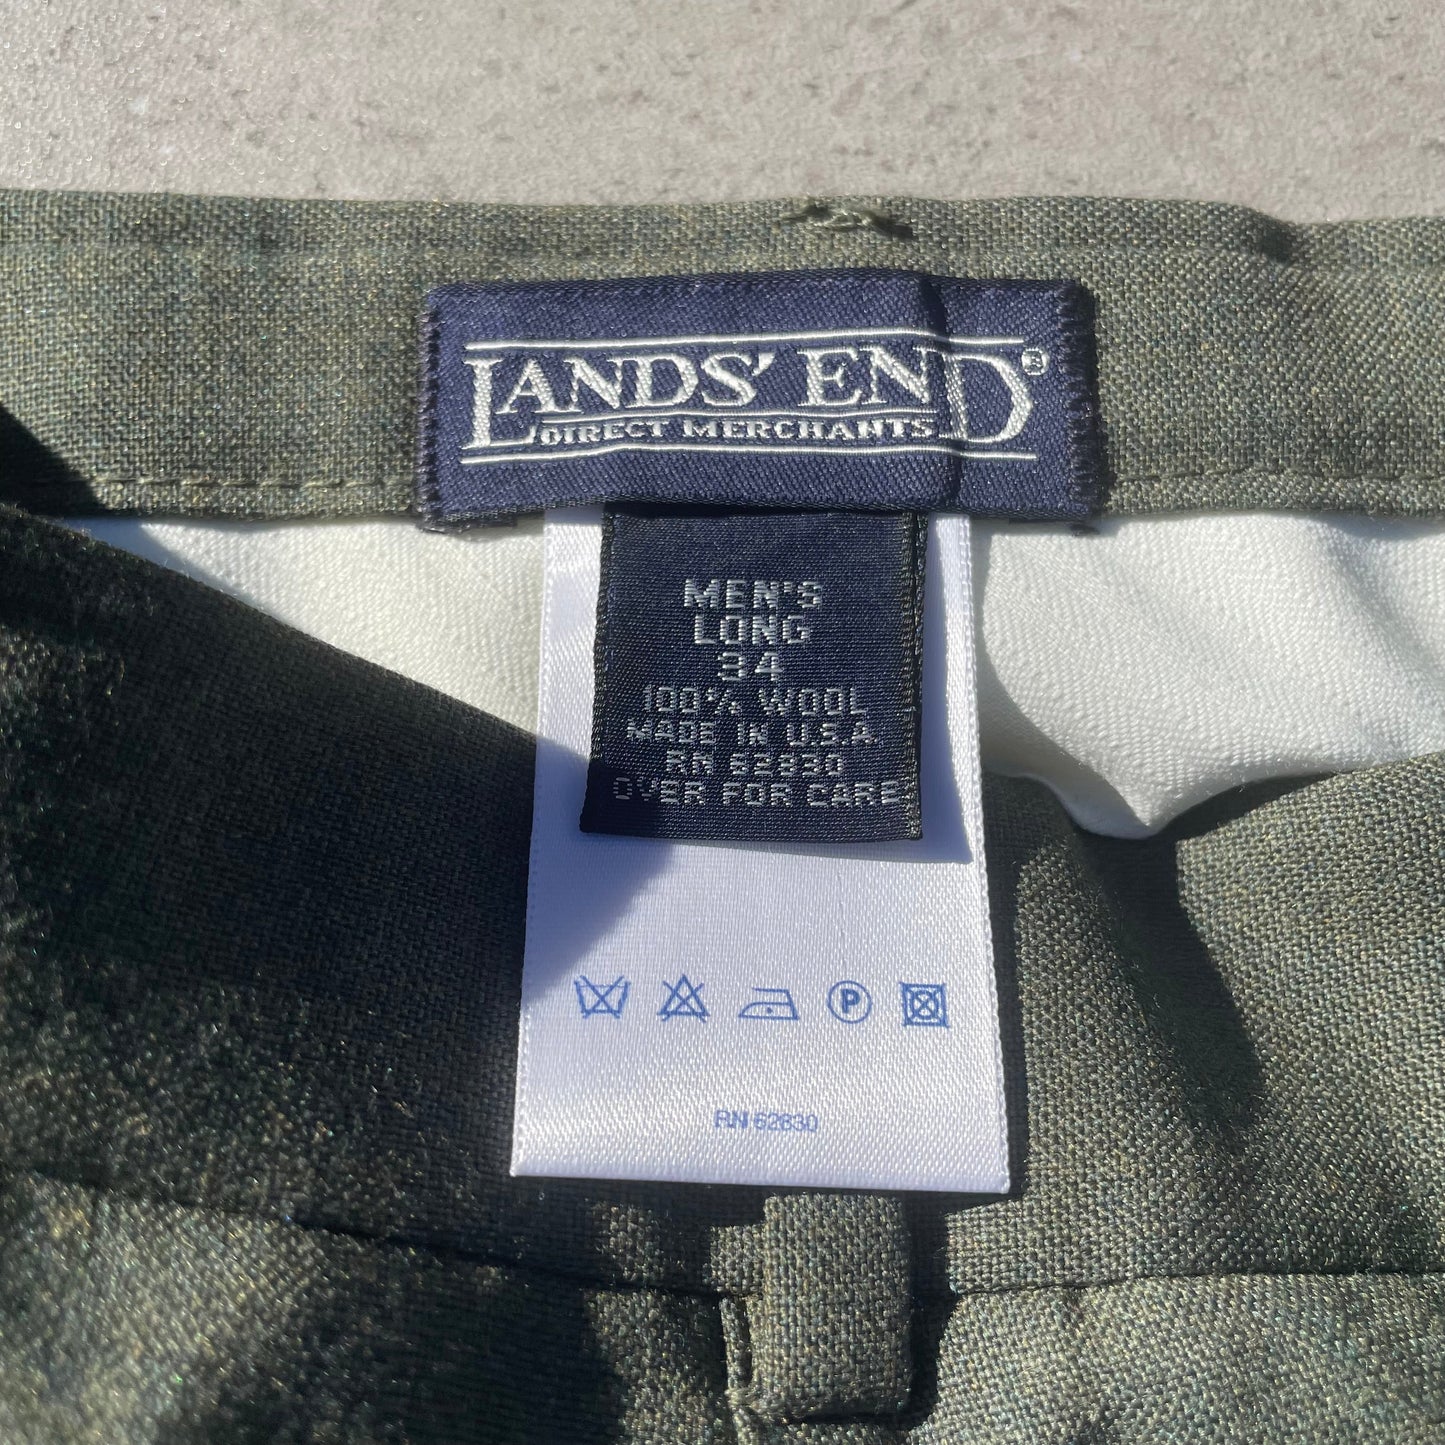 LANDS' END®
DIRECT MERCHANTS
MEN'S
LONG
34
100% WOOL
MADE IN U.S.A.
RN 62830
OVER FOR CARE
P
RN 62830